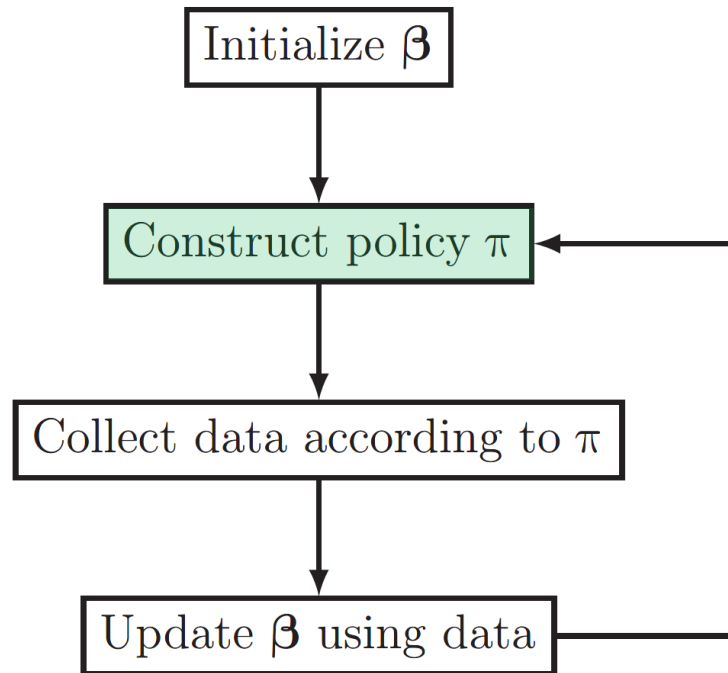 Initialize β
Construct policy π
Collect data according to π
Update β using data